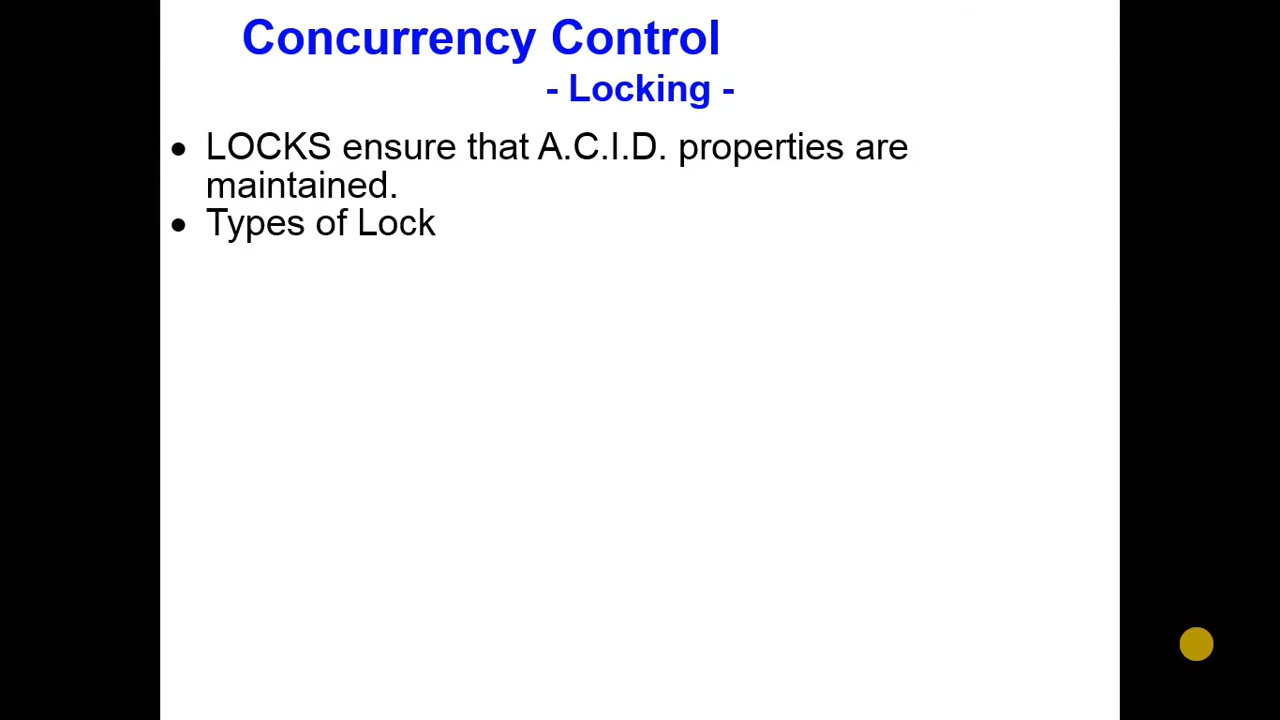 Concurrency Control
- Locking -
• LOCKS ensure that A.C.I.D. properties are
maintained.
• Types of Lock